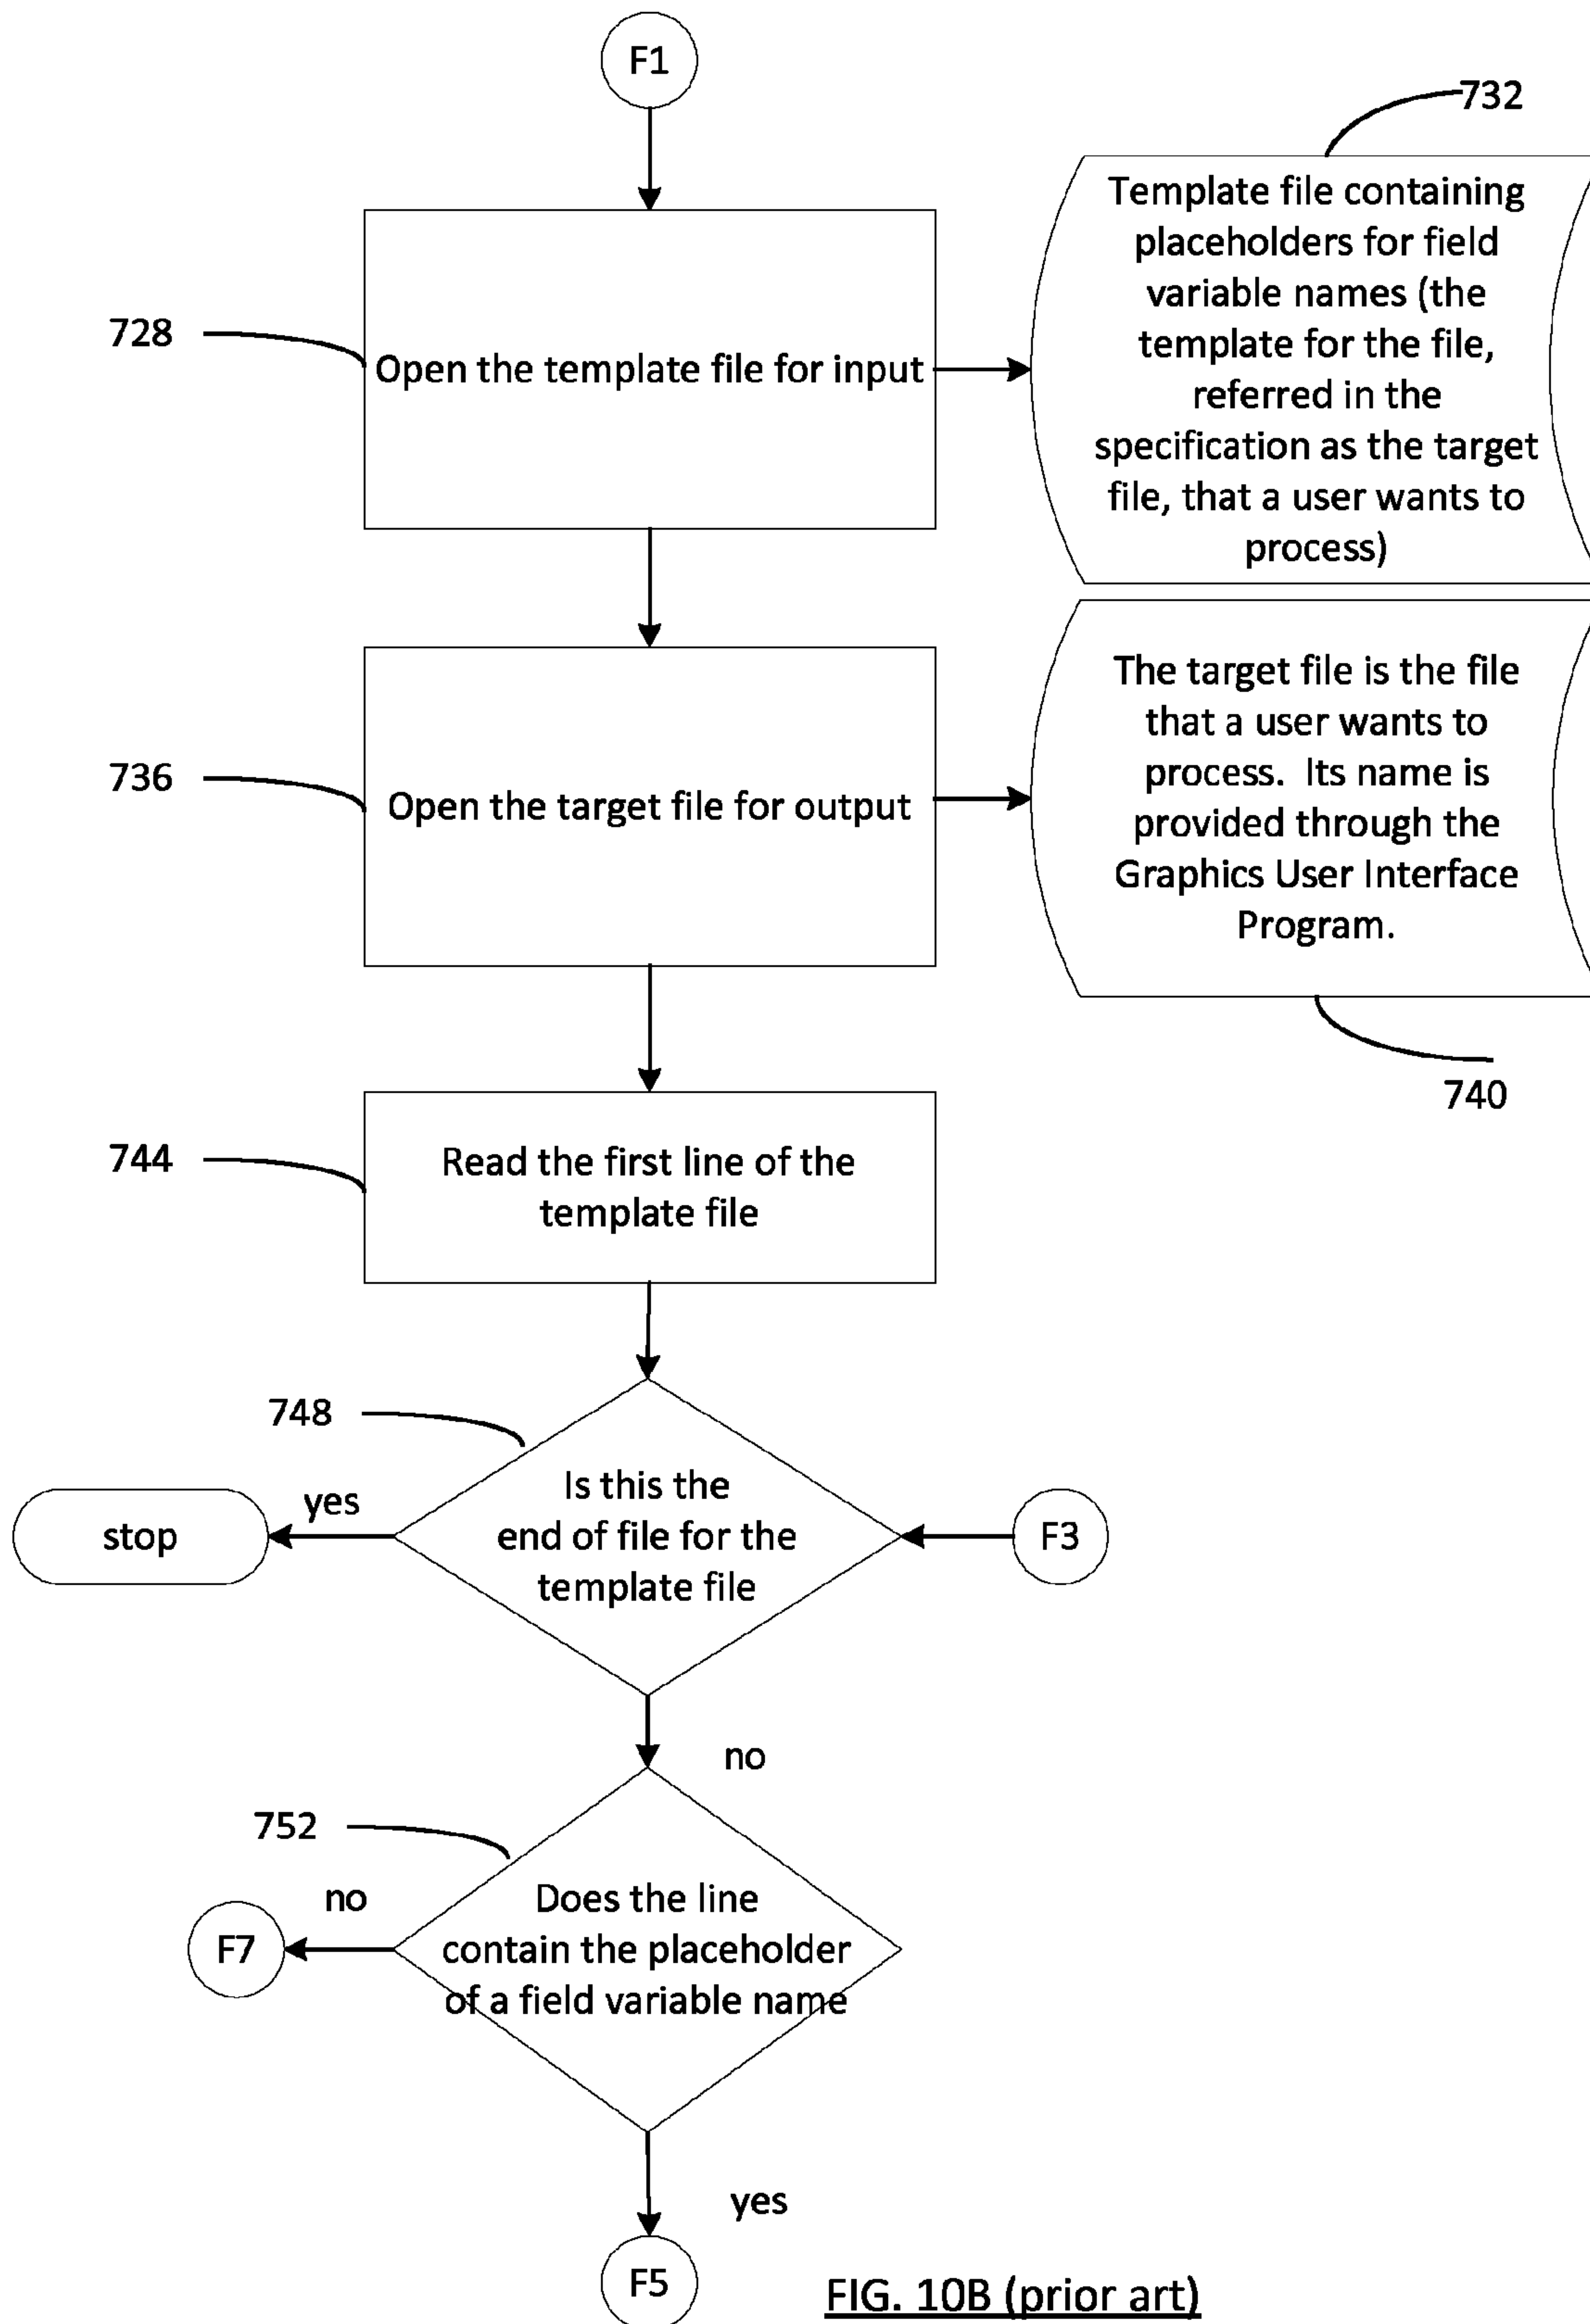 F1
732
Template file containing
placeholders for field
variable names (the
template for the file,
referred in the
specification as the target
file, that a user wants to
process)
728
Open the template file for input
The target file is the file
that a user wants to
process. Its name is
provided through the
Graphics User Interface
Program.
736
Open the target file for output
740
744
Read the first line of the
template file
748
Is this the
end of file for the
template file
yes
stop
F3
no
752
Does the line
contain the placeholder
of a field variable name
no
F7
yes
F5
FIG. 10B (prior art)